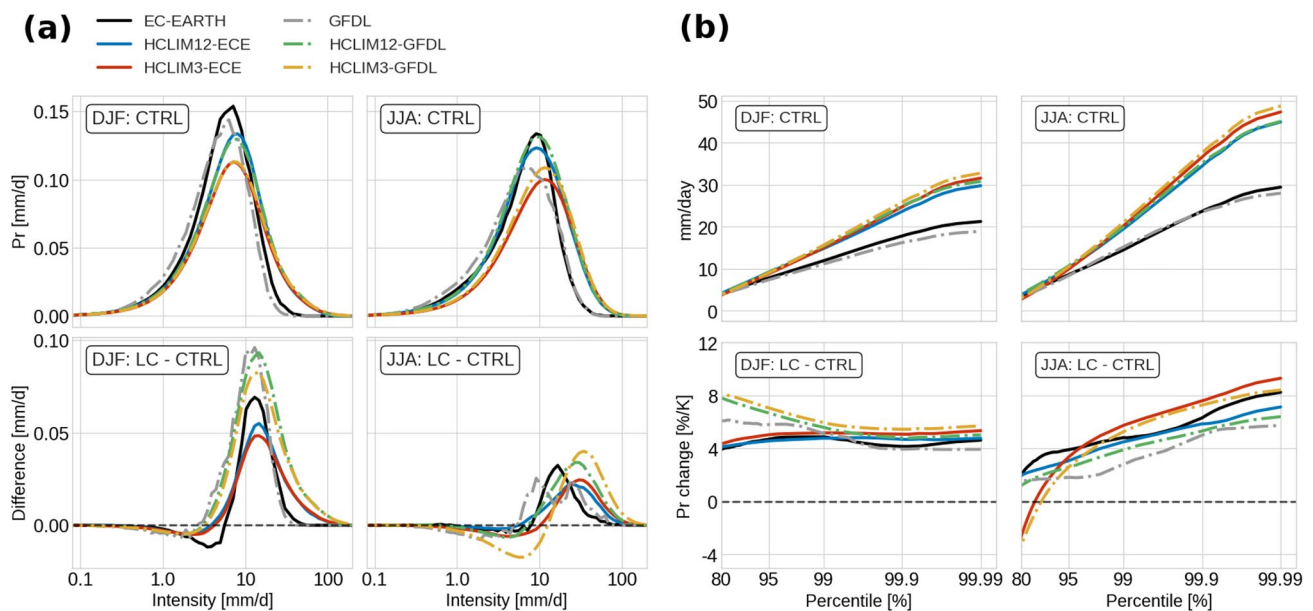 (a)
EC-EARTH
HCLIM12-ECE
HCLIM3-ECE
GFDL
HCLIM12-GFDL
HCLIM3-GFDL
Pr [mm/d]
0.15
0.10
0.05
0.00
DJF: CTRL
JJA: CTRL
Difference [mm/d]
0.10
0.05
0.00
DJF: LC - CTRL
JJA: LC - CTRL
0.1 1.0 10 100
0.1 1.0 10 100
Intensity [mm/d]
Intensity [mm/d]
(b)
mm/day
50
40
30
20
10
0
DJF: CTRL
JJA: CTRL
Pr change [%/K]
12
8
4
0
-4
DJF: LC - CTRL
JJA: LC - CTRL
80 95 99 99.9 99.99
80 95 99 99.9 99.99
Percentile [%]
Percentile [%]